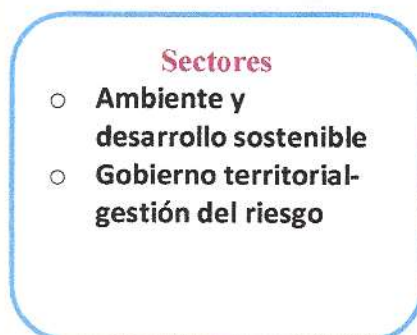 Sectores
○ Ambiente y
desarrollo sostenible
○ Gobierno territorial-
gestión del riesgo